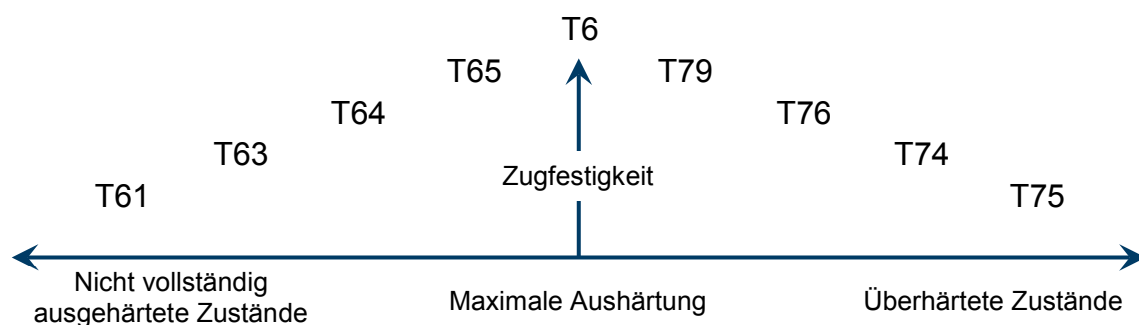 T6
T65
T79
T64
T76
T63
T74
Zugfestigkeit
T61
T75
Nicht vollständig
ausgehärtete Zustände
Maximale Aushärtung
Überhärtete Zustände